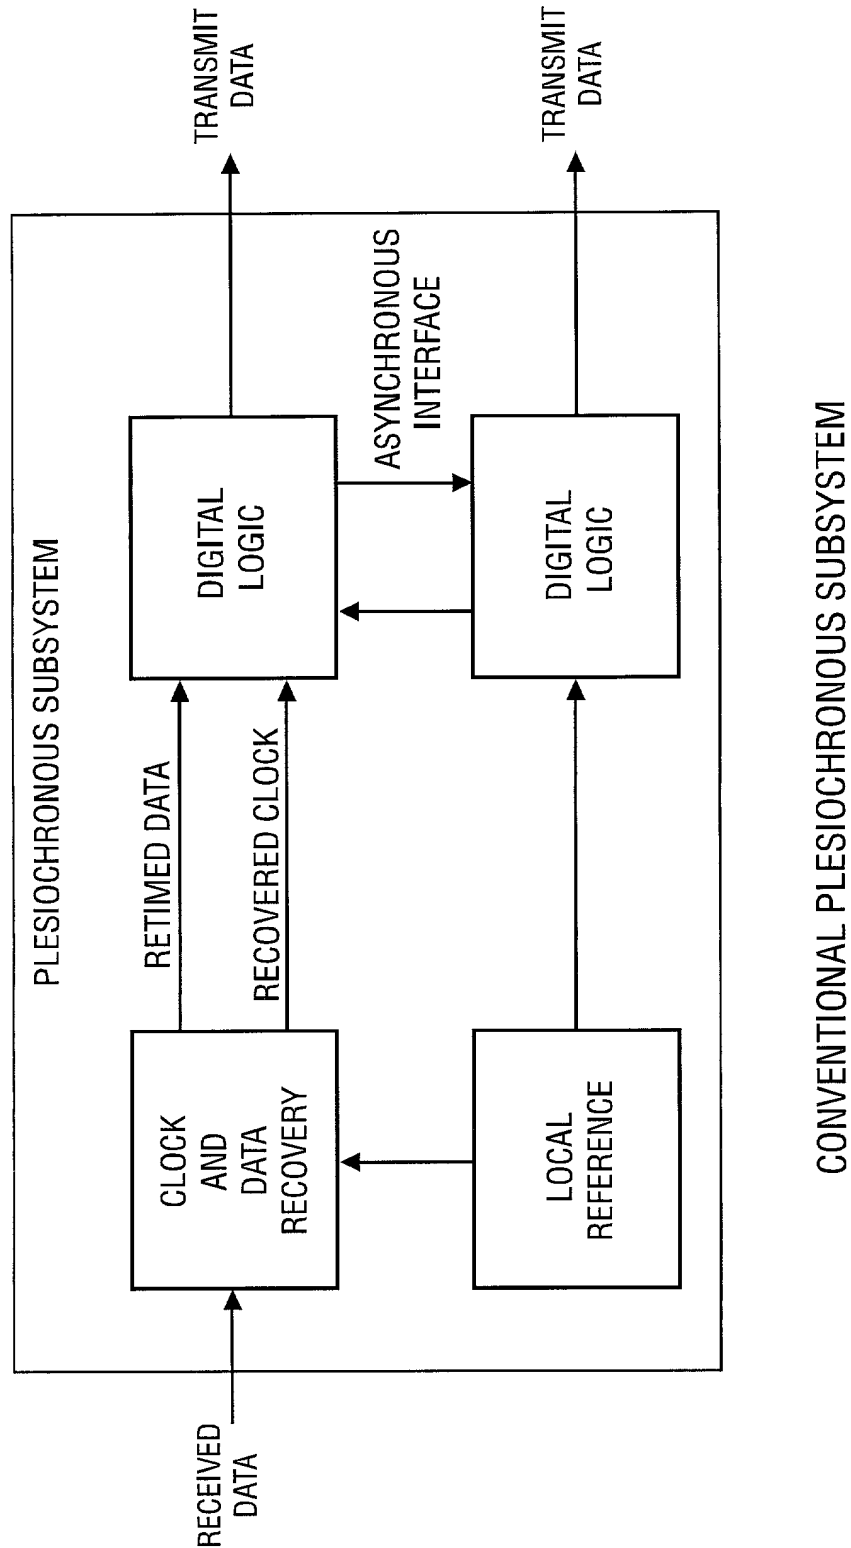 PLESIOCHRONOUS SUBSYSTEM
RECEIVED
DATA
CLOCK
AND
DATA
RECOVERY
RETIMED DATA
RECOVERED CLOCK
DIGITAL
LOGIC
TRANSMIT
DATA
ASYNCHRONOUS
INTERFACE
LOCAL
REFERENCE
DIGITAL
LOGIC
TRANSMIT
DATA
CONVENTIONAL PLESIOCHRONOUS SUBSYSTEM